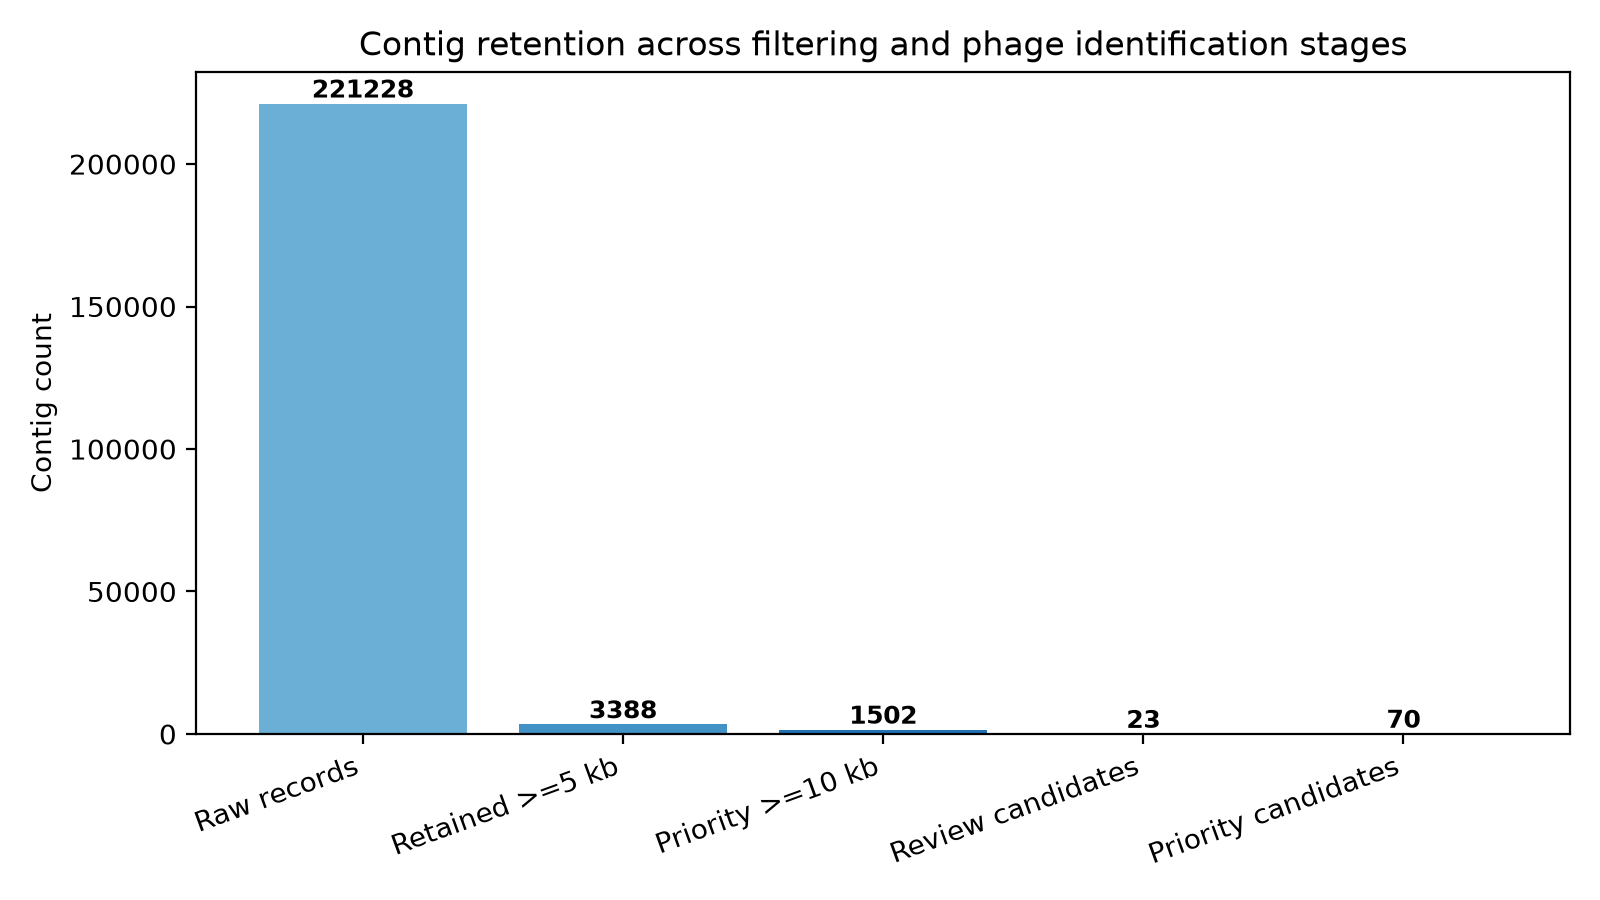 Contig retention across filtering and phage identification stages
221228
200000
150000
100000
50000
0
Contig count
3388
1502
23
70
Raw records
Retained >=5 kb
Priority >=10 kb
Review candidates
Priority candidates